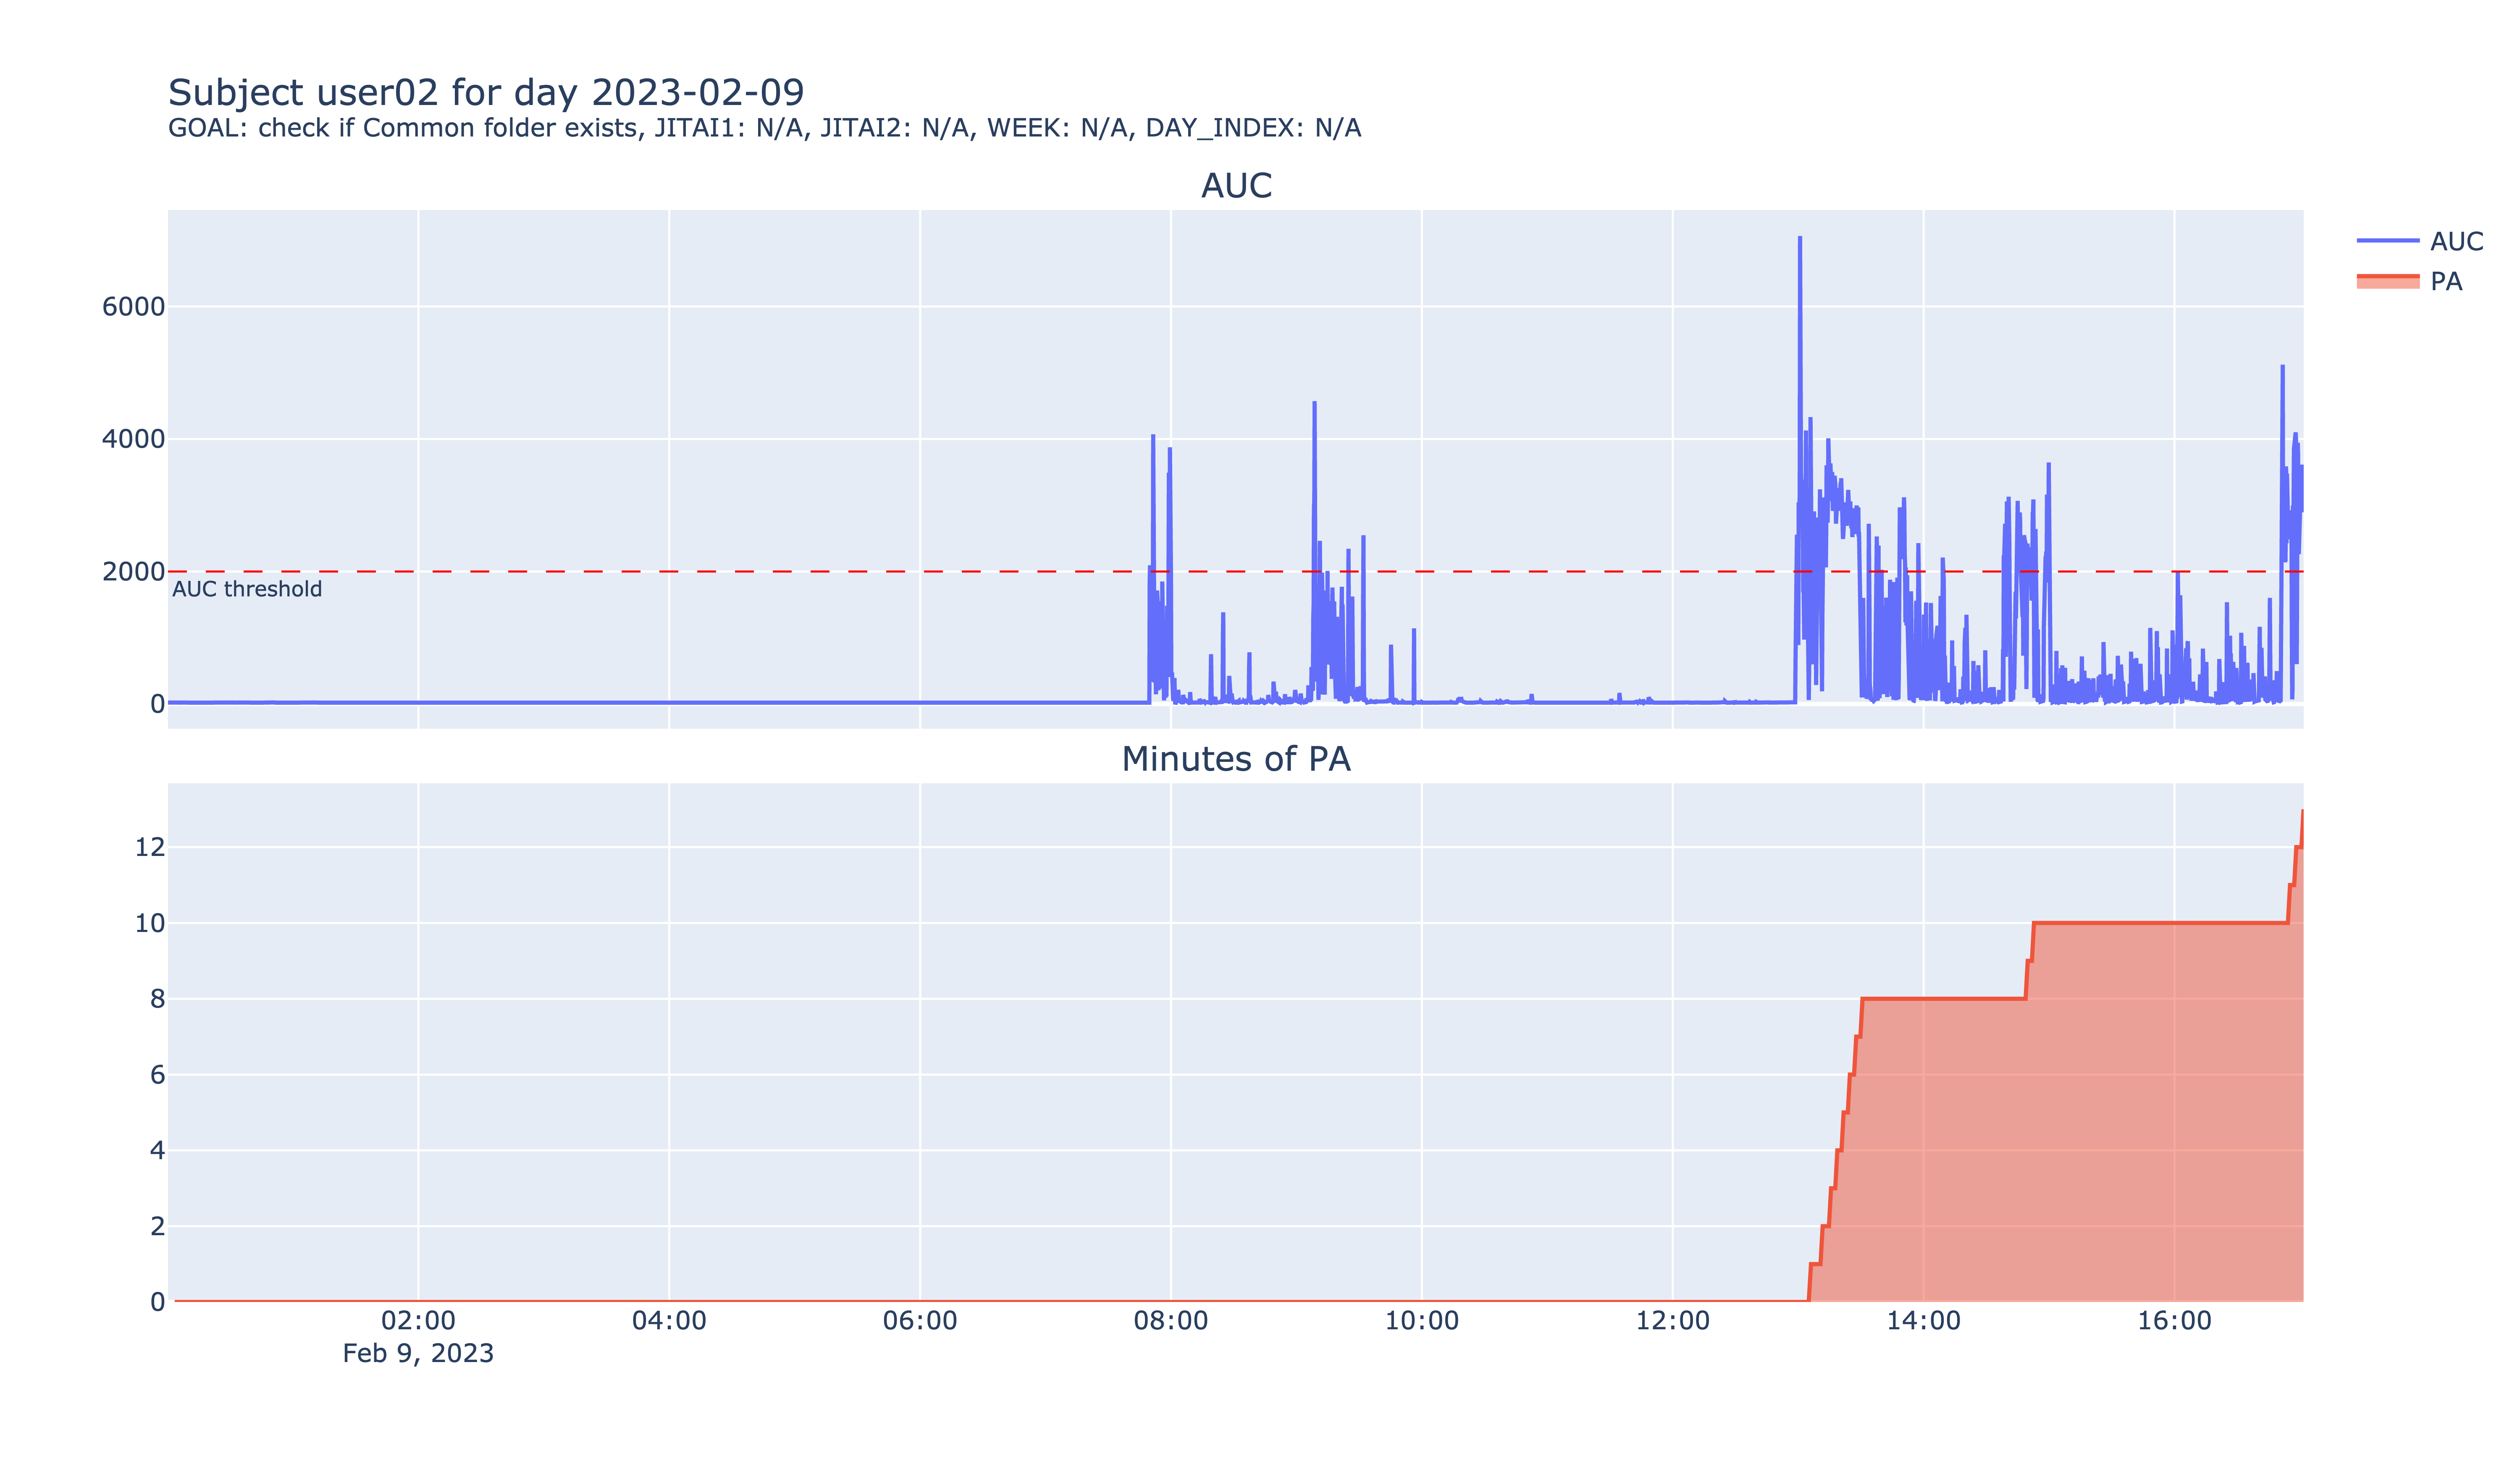 Subject user02 for day 2023-02-09
GOAL: check if Common folder exists, JITAI1: N/A, JITAI2: N/A, WEEK: N/A, DAY_INDEX: N/A
AUC
AUC
PA
6000
4000
2000
AUC threshold
0
Minutes of PA
12
10
8
6
4
2
0
02:00 04:00 06:00 08:00 10:00 12:00 14:00 16:00
Feb 9, 2023